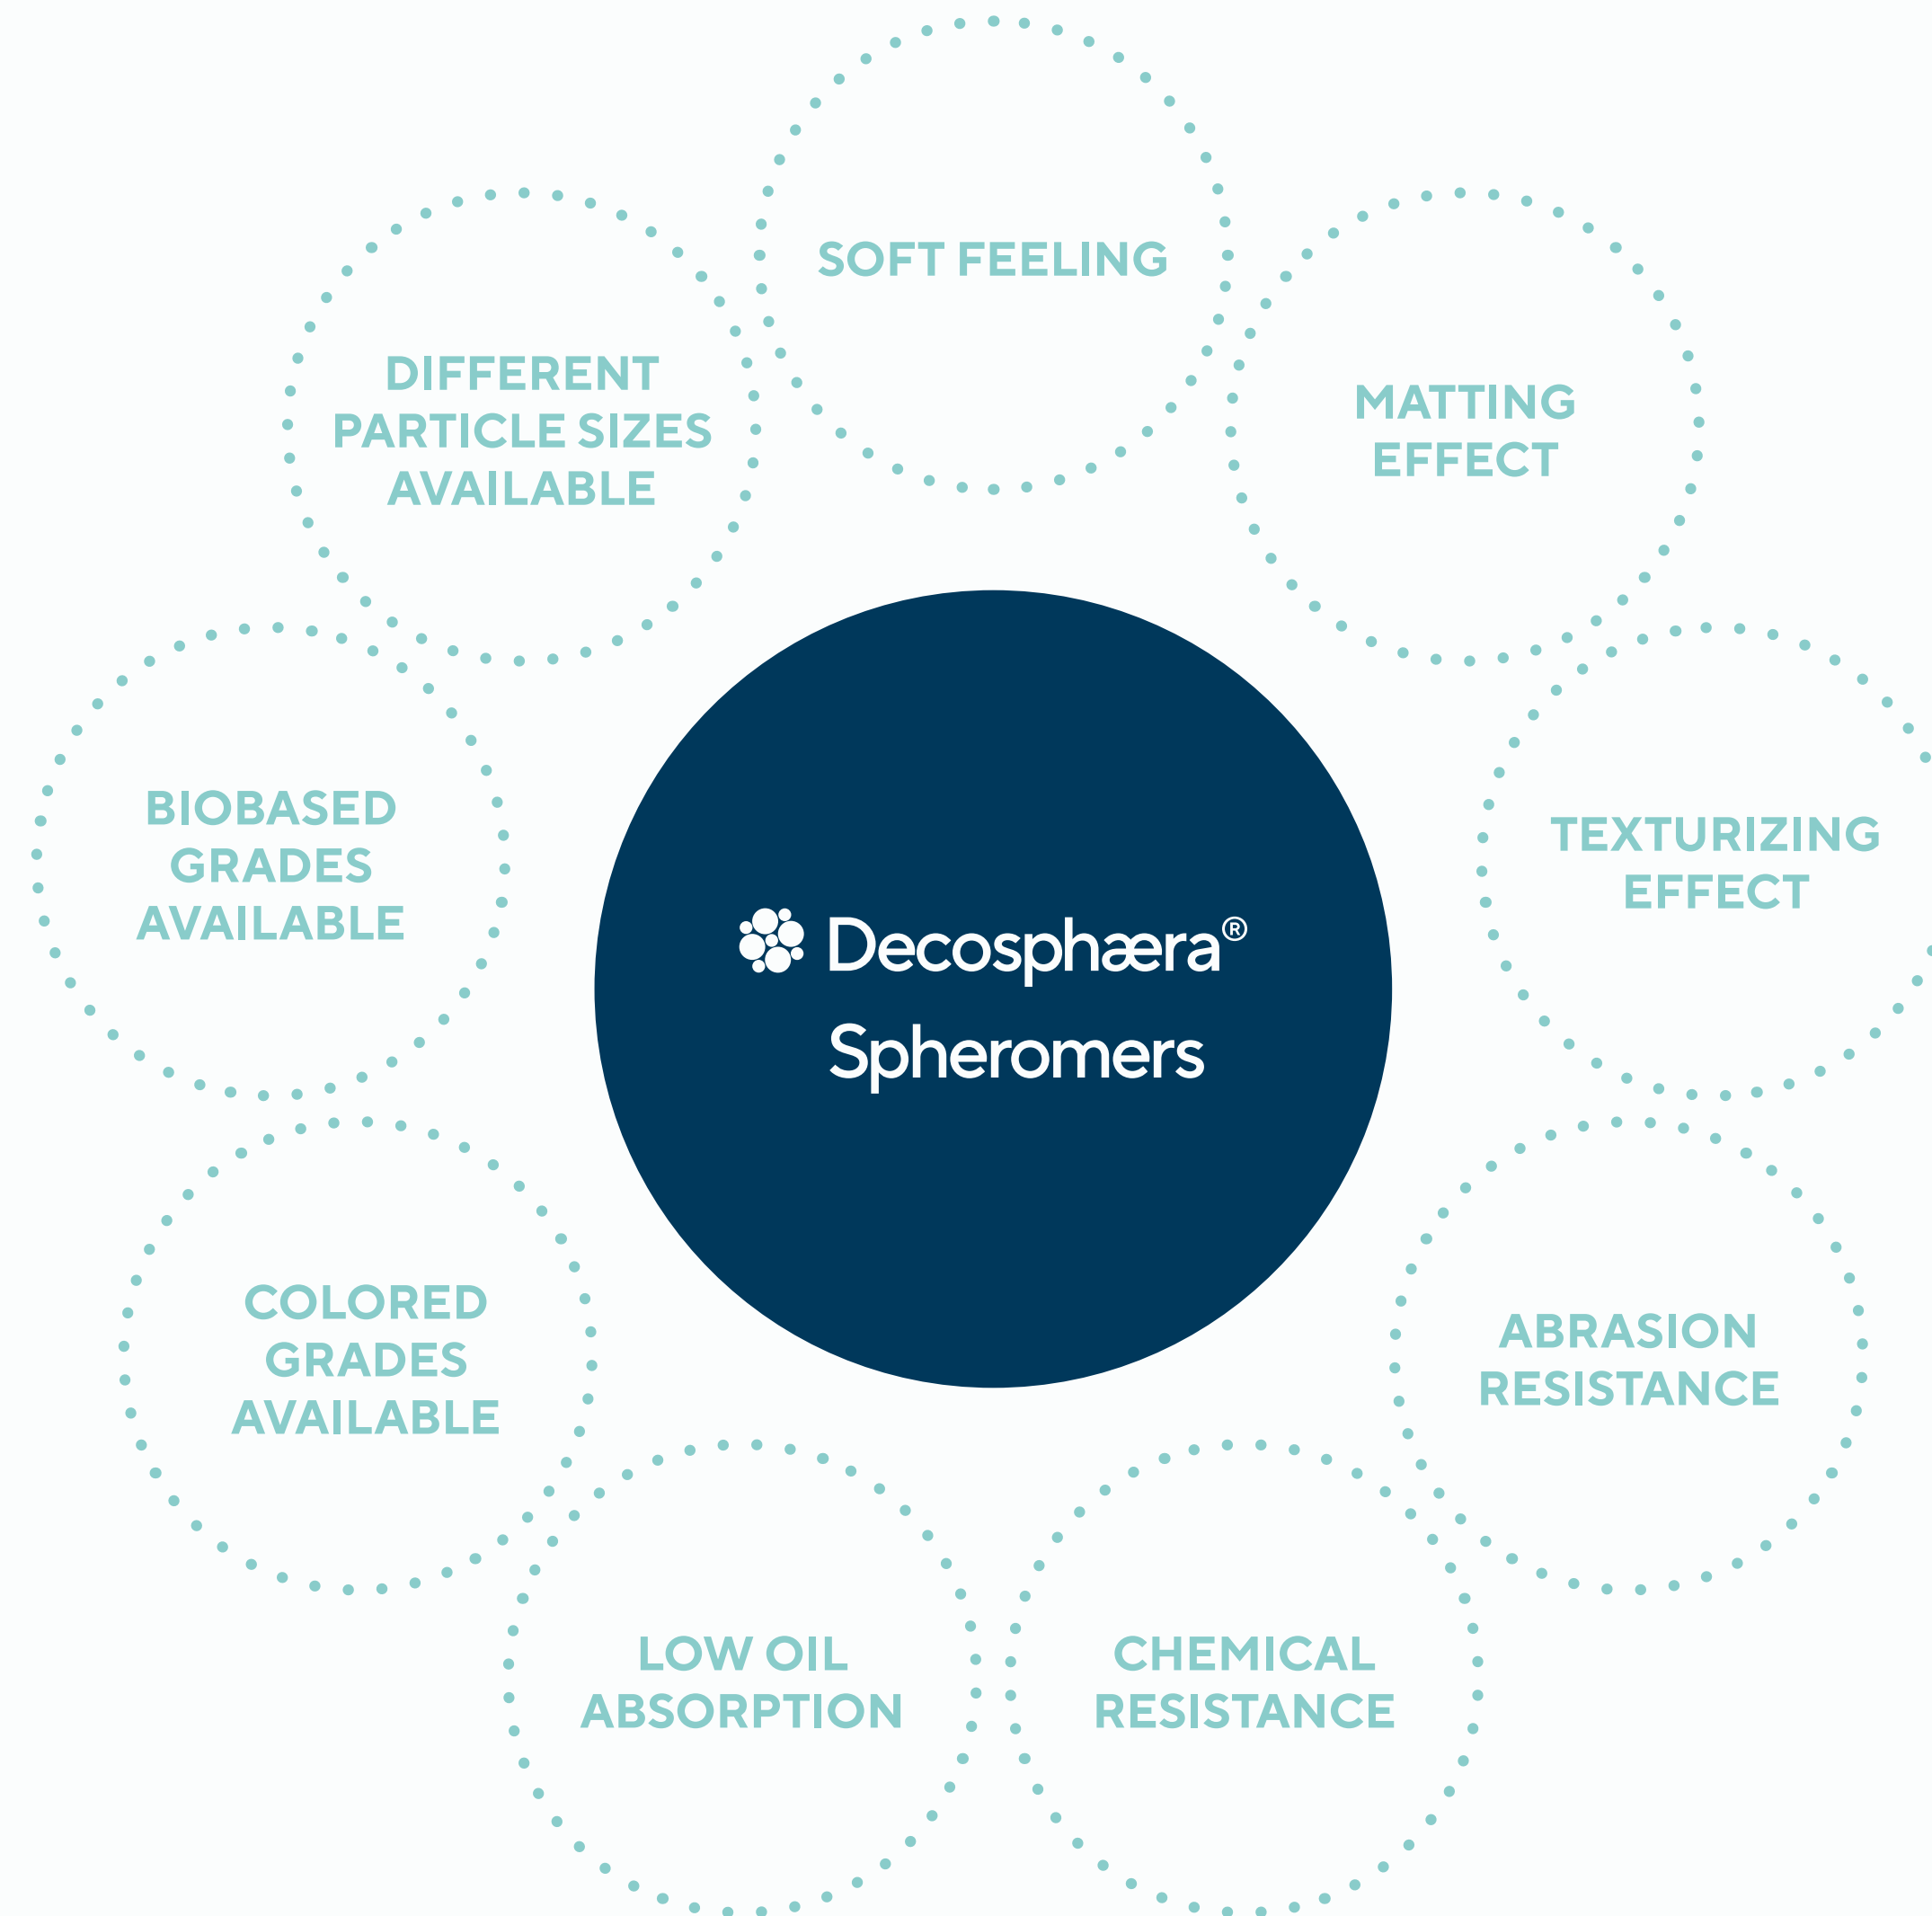 SOFT FEELING
DIFFERENT
PARTICLE SIZES
AVAILABLE
MATTING
EFFECT
BIOBASED
GRADES
AVAILABLE
TEXTURIZING
EFFECT
Decosphaera®
Spheromers
COLORED
GRADES
AVAILABLE
ABRASION
RESISTANCE
LOW OIL
ABSORPTION
CHEMICAL
RESISTANCE